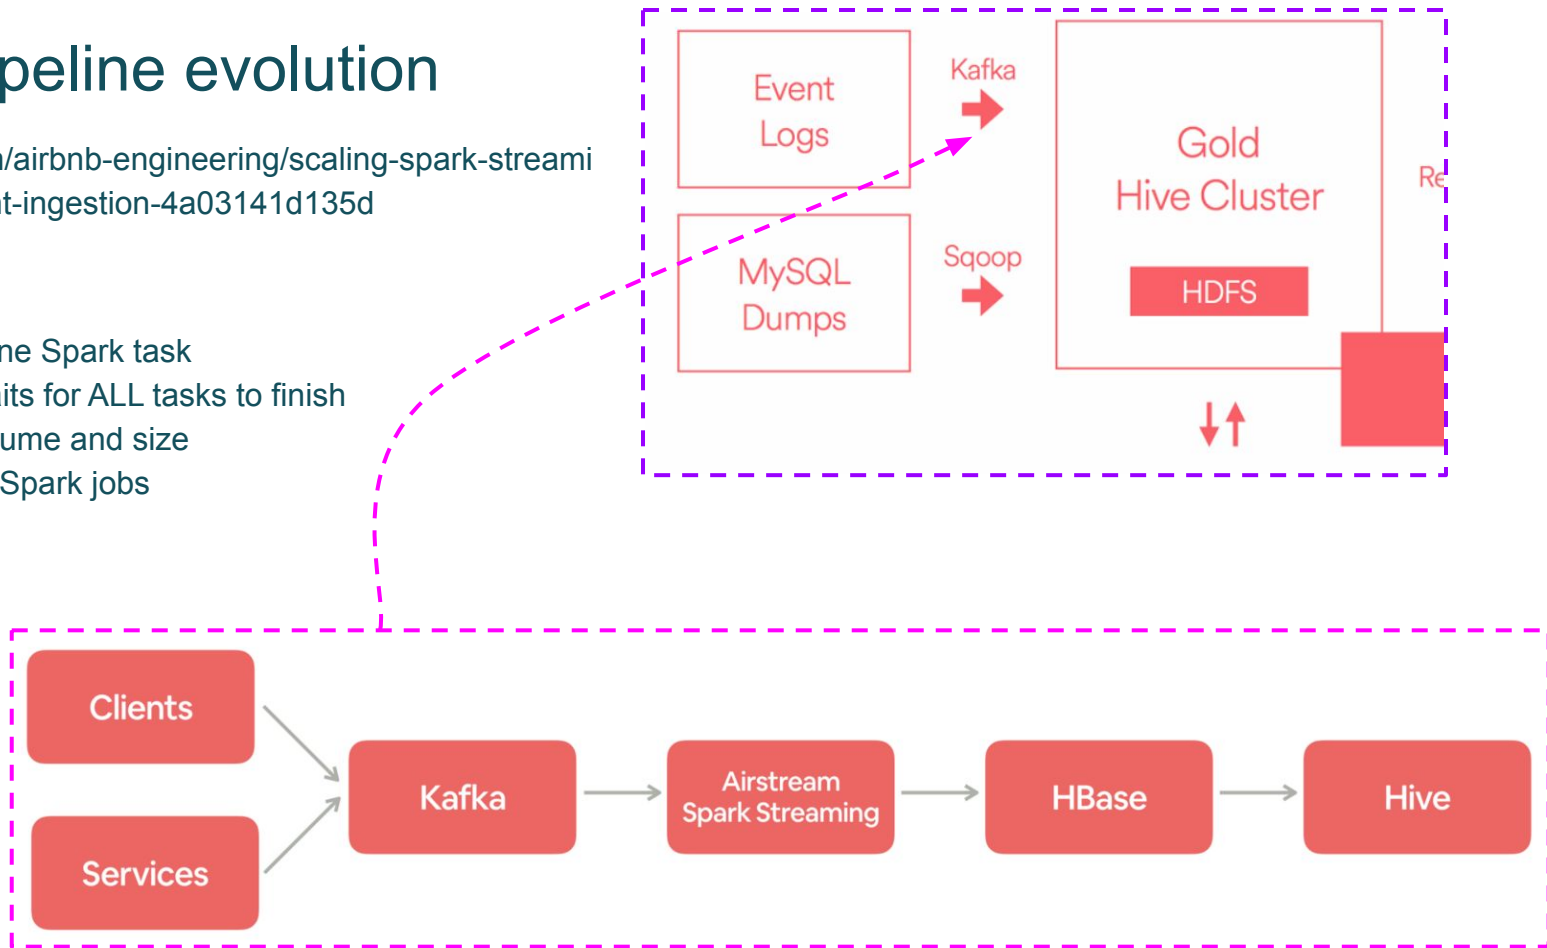 peline evolution
n/airbnb-engineering/scaling-spark-streami
nt-ingestion-4a03141d135d
ne Spark task
its for ALL tasks to finish
ume and size
Spark jobs
Event
Logs
Kafka
MySQL
Dumps
Sqoop
Gold
Hive Cluster
HDFS
Re
Clients
Services
Kafka
Airstream
Spark Streaming
HBase
Hive